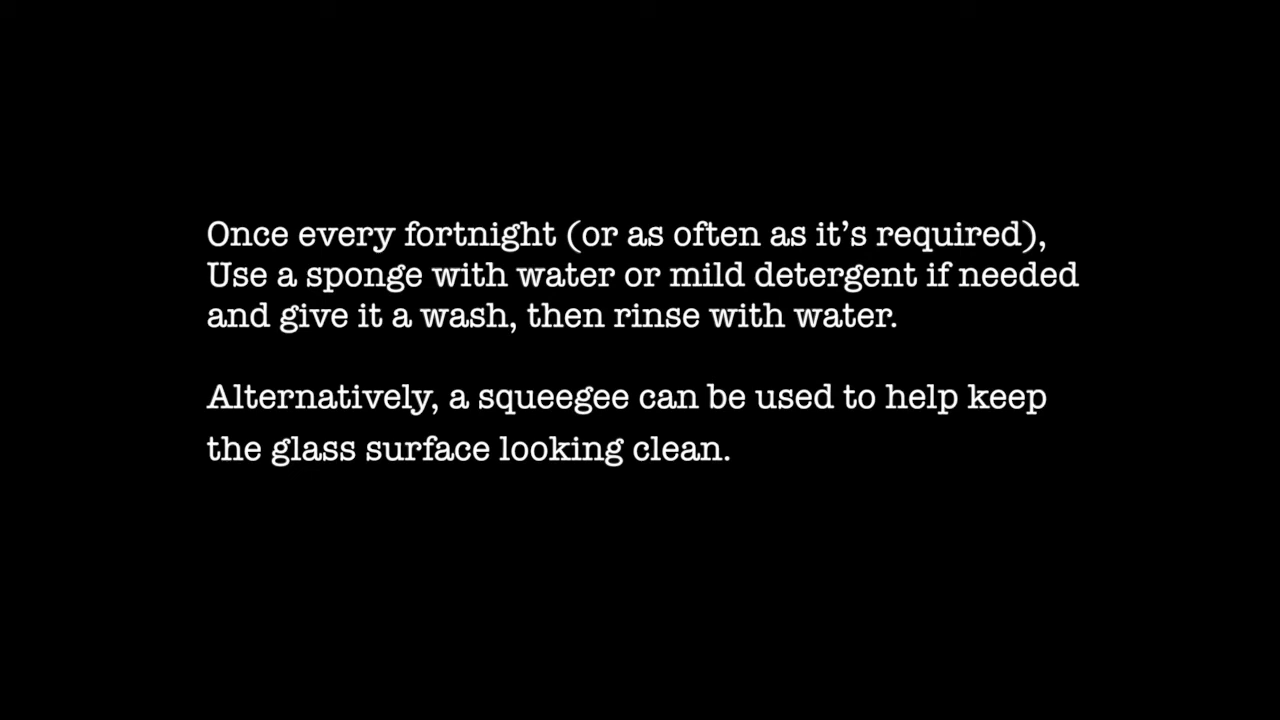 Once every fortnight (or as often as it’s required),
Use a sponge with water or mild detergent if needed
and give it a wash, then rinse with water.
Alternatively, a squeegee can be used to help keep
the glass surface looking clean.